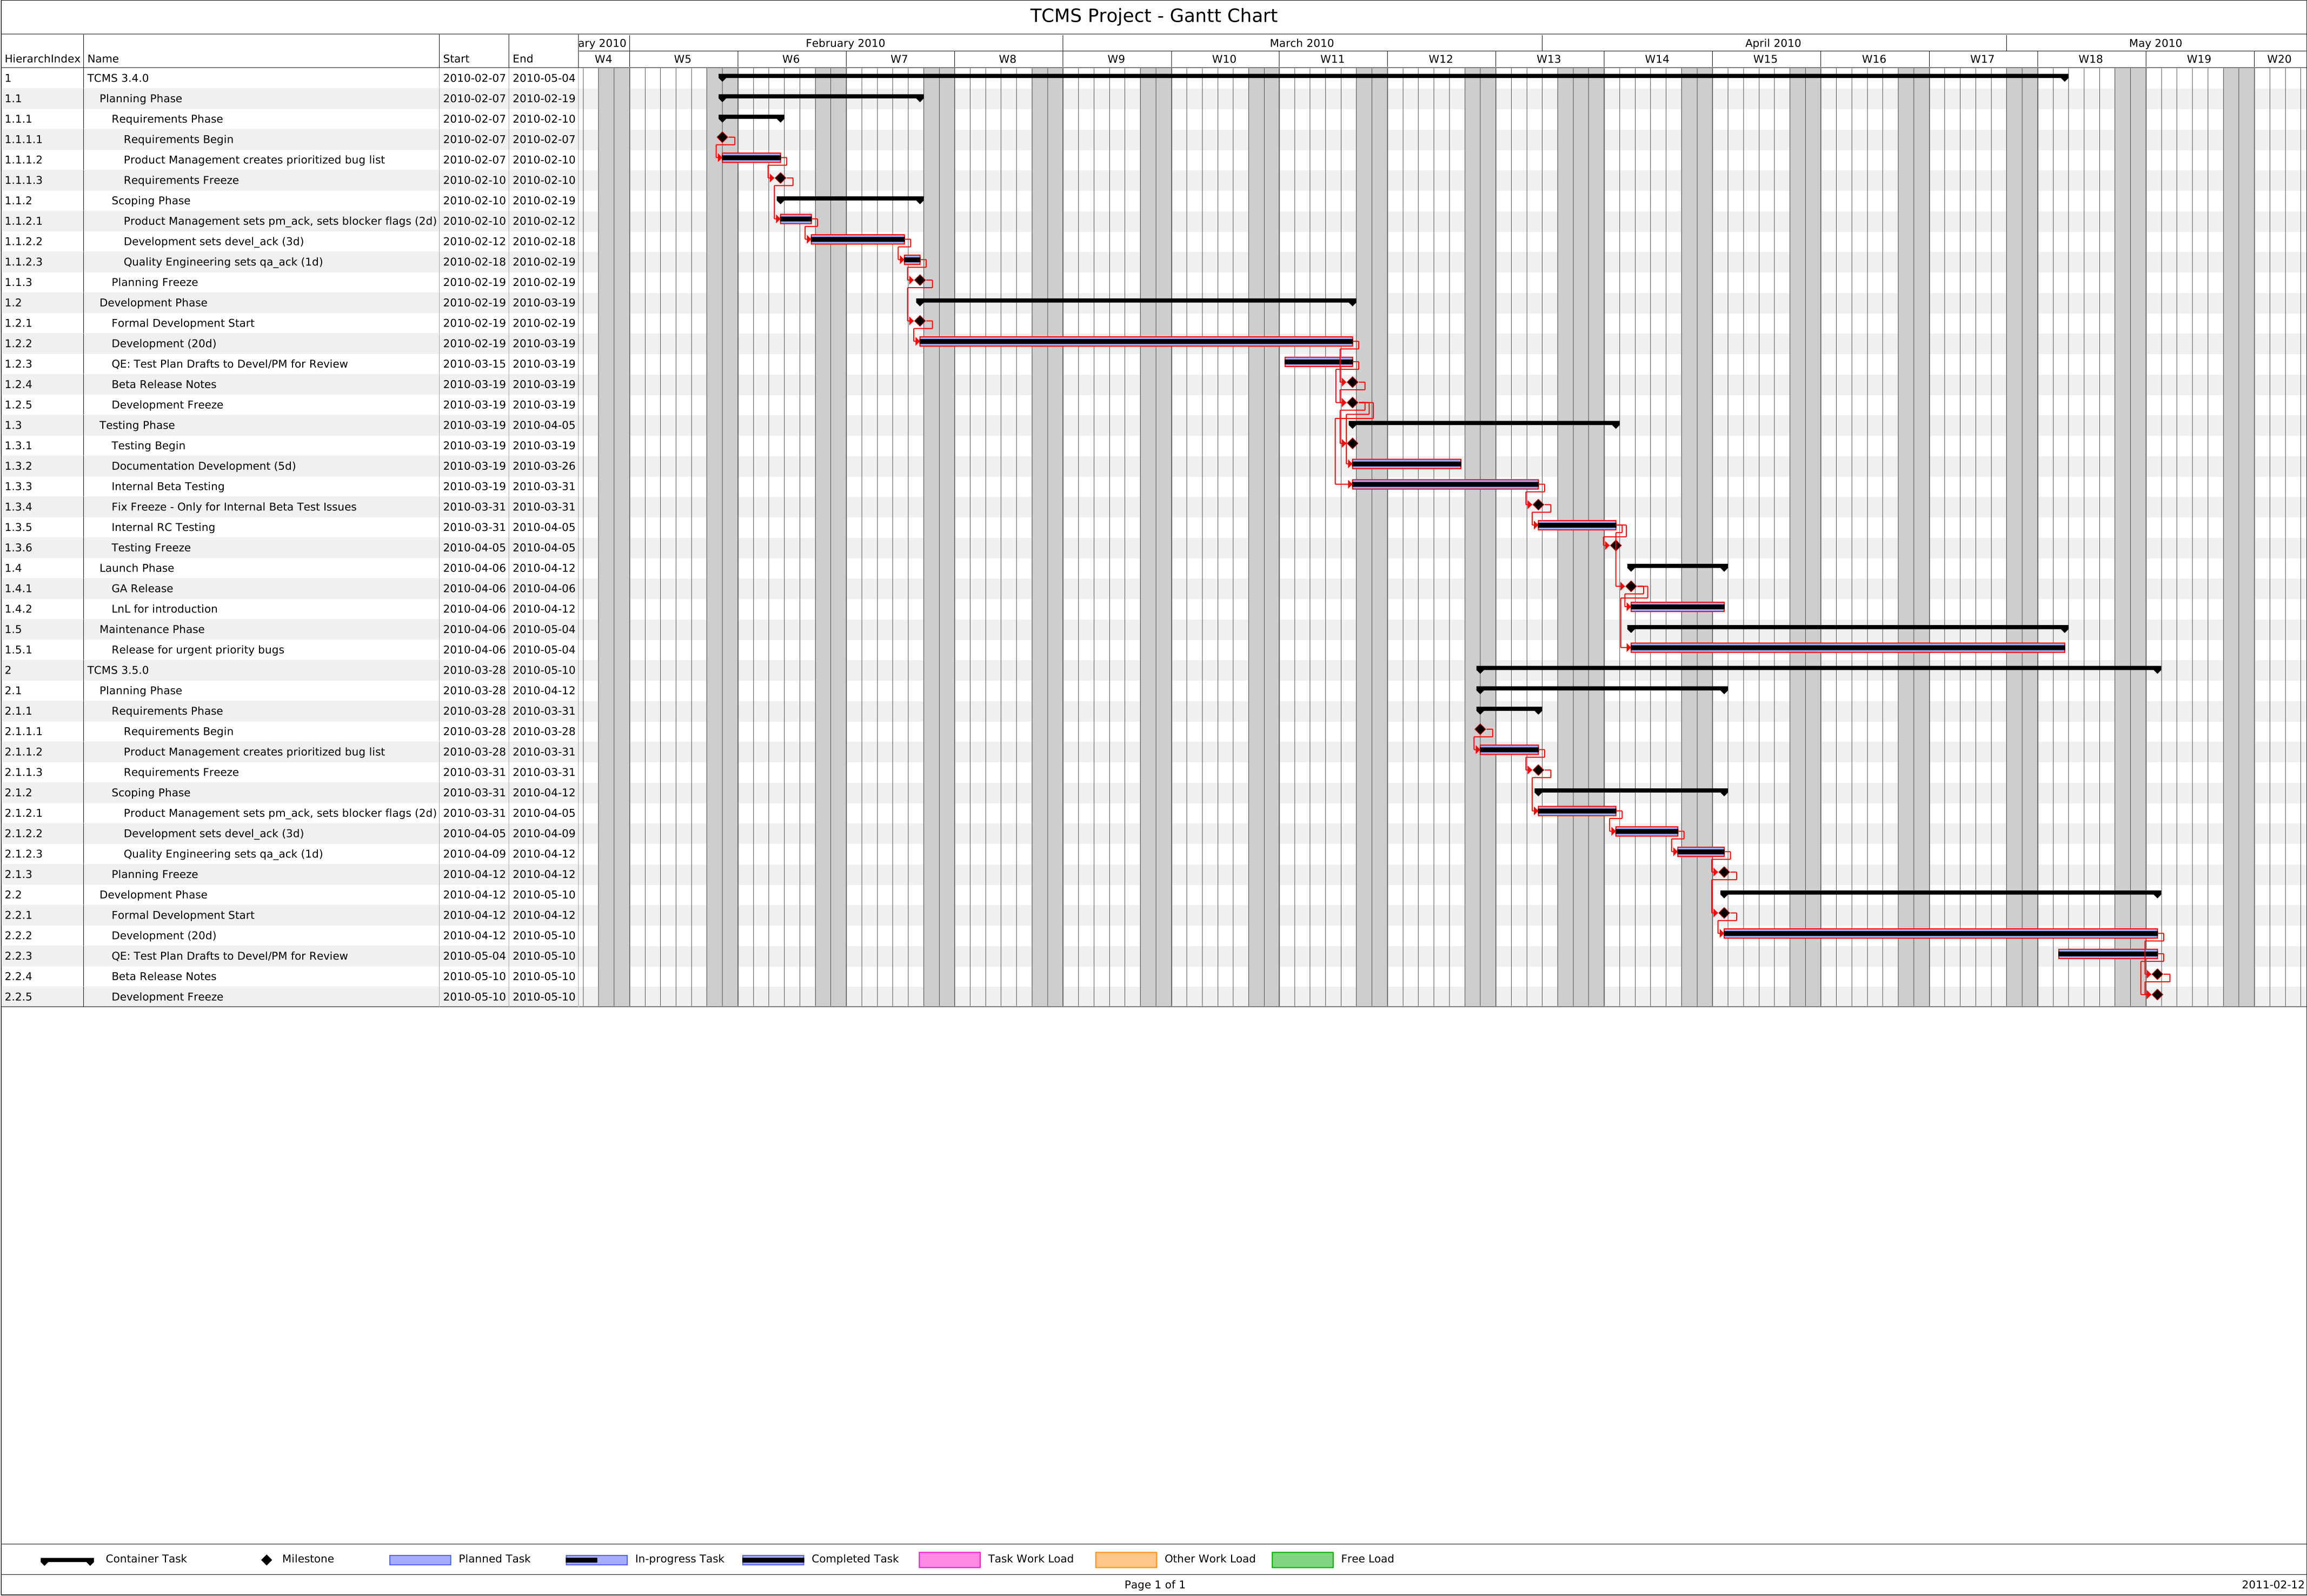 TCMS Project - Gantt Chart
ary 2010 February 2010 March 2010 April 2010 May 2010
HierarchIndex Name Start End W4 W5 W6 W7 W8 W9 W10 W11 W12 W13 W14 W15 W16 W17 W18 W19 W20
1 TCMS 3.4.0 2010-02-07 2010-05-04
1.1 Planning Phase 2010-02-07 2010-02-19
1.1.1 Requirements Phase 2010-02-07 2010-02-10
1.1.1.1 Requirements Begin 2010-02-07 2010-02-07
1.1.1.2 Product Management creates prioritized bug list 2010-02-07 2010-02-10
1.1.1.3 Requirements Freeze 2010-02-10 2010-02-10
1.1.2 Scoping Phase 2010-02-10 2010-02-19
1.1.2.1 Product Management sets pm_ack, sets blocker flags (2d) 2010-02-10 2010-02-12
1.1.2.2 Development sets devel_ack (3d) 2010-02-12 2010-02-18
1.1.2.3 Quality Engineering sets qa_ack (1d) 2010-02-18 2010-02-19
1.1.3 Planning Freeze 2010-02-19 2010-02-19
1.2 Development Phase 2010-02-19 2010-03-19
1.2.1 Formal Development Start 2010-02-19 2010-02-19
1.2.2 Development (20d) 2010-02-19 2010-03-19
1.2.3 QE: Test Plan Drafts to Devel/PM for Review 2010-03-15 2010-03-19
1.2.4 Beta Release Notes 2010-03-19 2010-03-19
1.2.5 Development Freeze 2010-03-19 2010-03-19
1.3 Testing Phase 2010-03-19 2010-04-05
1.3.1 Testing Begin 2010-03-19 2010-03-19
1.3.2 Documentation Development (5d) 2010-03-19 2010-03-26
1.3.3 Internal Beta Testing 2010-03-19 2010-03-31
1.3.4 Fix Freeze - Only for Internal Beta Test Issues 2010-03-31 2010-03-31
1.3.5 Internal RC Testing 2010-03-31 2010-04-05
1.3.6 Testing Freeze 2010-04-05 2010-04-05
1.4 Launch Phase 2010-04-06 2010-04-12
1.4.1 GA Release 2010-04-06 2010-04-06
1.4.2 LnL for introduction 2010-04-06 2010-04-12
1.5 Maintenance Phase 2010-04-06 2010-05-04
1.5.1 Release for urgent priority bugs 2010-04-06 2010-05-04
2 TCMS 3.5.0 2010-03-28 2010-05-10
2.1 Planning Phase 2010-03-28 2010-04-12
2.1.1 Requirements Phase 2010-03-28 2010-03-31
2.1.1.1 Requirements Begin 2010-03-28 2010-03-28
2.1.1.2 Product Management creates prioritized bug list 2010-03-28 2010-03-31
2.1.1.3 Requirements Freeze 2010-03-31 2010-03-31
2.1.2 Scoping Phase 2010-03-31 2010-04-12
2.1.2.1 Product Management sets pm_ack, sets blocker flags (2d) 2010-03-31 2010-04-05
2.1.2.2 Development sets devel_ack (3d) 2010-04-05 2010-04-09
2.1.2.3 Quality Engineering sets qa_ack (1d) 2010-04-09 2010-04-12
2.1.3 Planning Freeze 2010-04-12 2010-04-12
2.2 Development Phase 2010-04-12 2010-05-10
2.2.1 Formal Development Start 2010-04-12 2010-04-12
2.2.2 Development (20d) 2010-04-12 2010-05-10
2.2.3 QE: Test Plan Drafts to Devel/PM for Review 2010-05-04 2010-05-10
2.2.4 Beta Release Notes 2010-05-10 2010-05-10
2.2.5 Development Freeze 2010-05-10 2010-05-10
Container Task Milestone Planned Task In-progress Task Completed Task Task Work Load Other Work Load Free Load
Page 1 of 1 2011-02-12